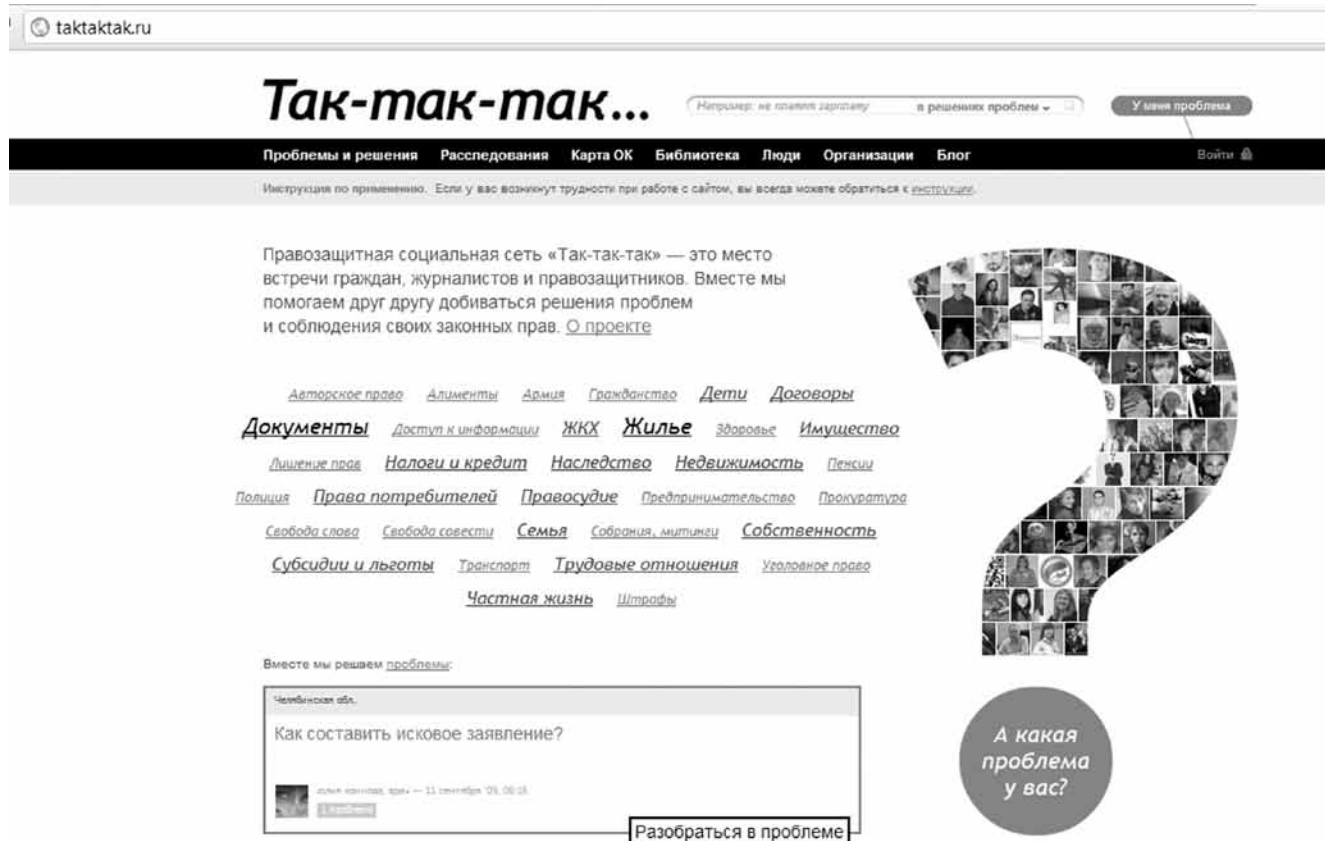 taktaktak.ru
Так-так-так...
Например: не платят зарплату в решениях проблем
У меня проблема
Проблемы и решения Расследования Карта ОК Библиотека Люди Организации Блог Войти
Инструкция по применению. Если у вас возникнут трудности при работе с сайтом, вы всегда можете обратиться к инструкции.
Правозащитная социальная сеть «Так-так-так» — это место
встречи граждан, журналистов и правозащитников. Вместе мы
помогаем друг другу добиваться решения проблем
и соблюдения своих законных прав. О проекте
Авторское право Алименты Армия Гражданство Дети Договоры
Документы Доступ к информации ЖКХ Жилье Здоровье Имущество
Лишение прав Налоги и кредит Наследство Недвижимость Пенсии
Полиция Права потребителей Правосудие Предпринимательство Прокуратура
Свобода слова Свобода совести Семья Собрания, митинги Собственность
Субсидии и льготы Транспорт Трудовые отношения Уголовное право
Частная жизнь Штрафы
Вместе мы решаем проблемы:
Челябинская обл.
Как составить исковое заявление?
— 11 сентября
Разобраться в проблеме
А какая
проблема
у вас?